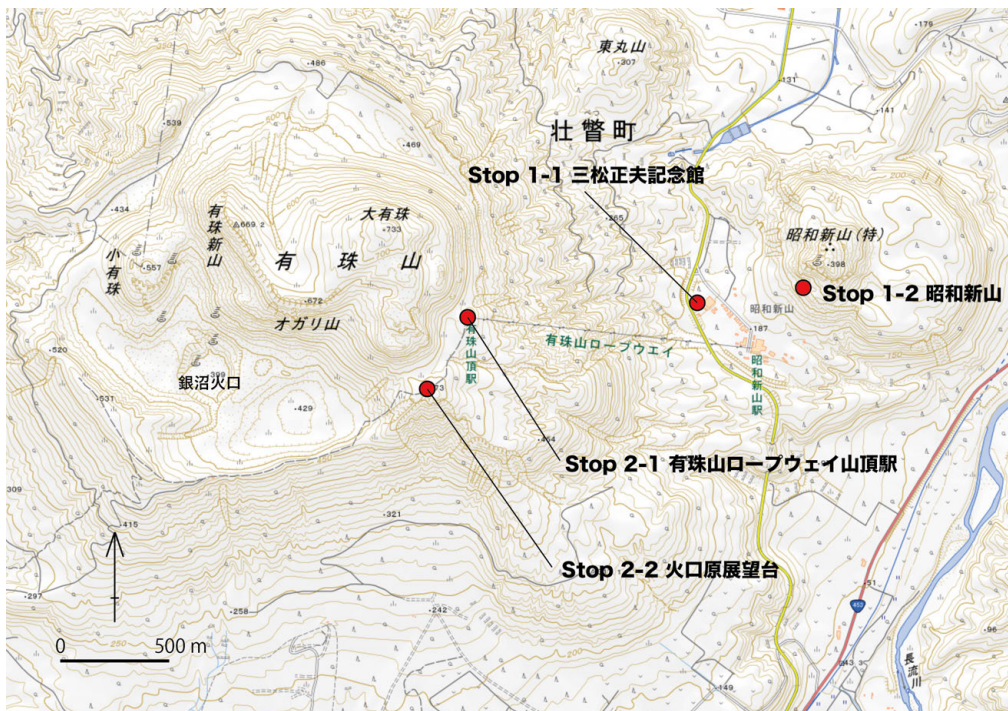 東丸山
・307
・486
・179
・131
・141
・539
・469
壮瞥町
Stop 1-1 三松正夫記念館
・434
有珠新山
669.2
大有珠
・733
小有珠
・557
有珠山
・265
昭和新山（特）
・398
Stop 1-2 昭和新山
昭和新山
・187
・672
オガリ山
有珠山ロープウエイ
有珠山頂駅
昭和新山駅
・520
銀沼火口
・531
・429
・454
Stop 2-1 有珠山ロープウェイ山頂駅
・321
・415
Stop 2-2 火口原展望台
・297
・258
・242
0
500 m
・51
453
・96
・149
長流川